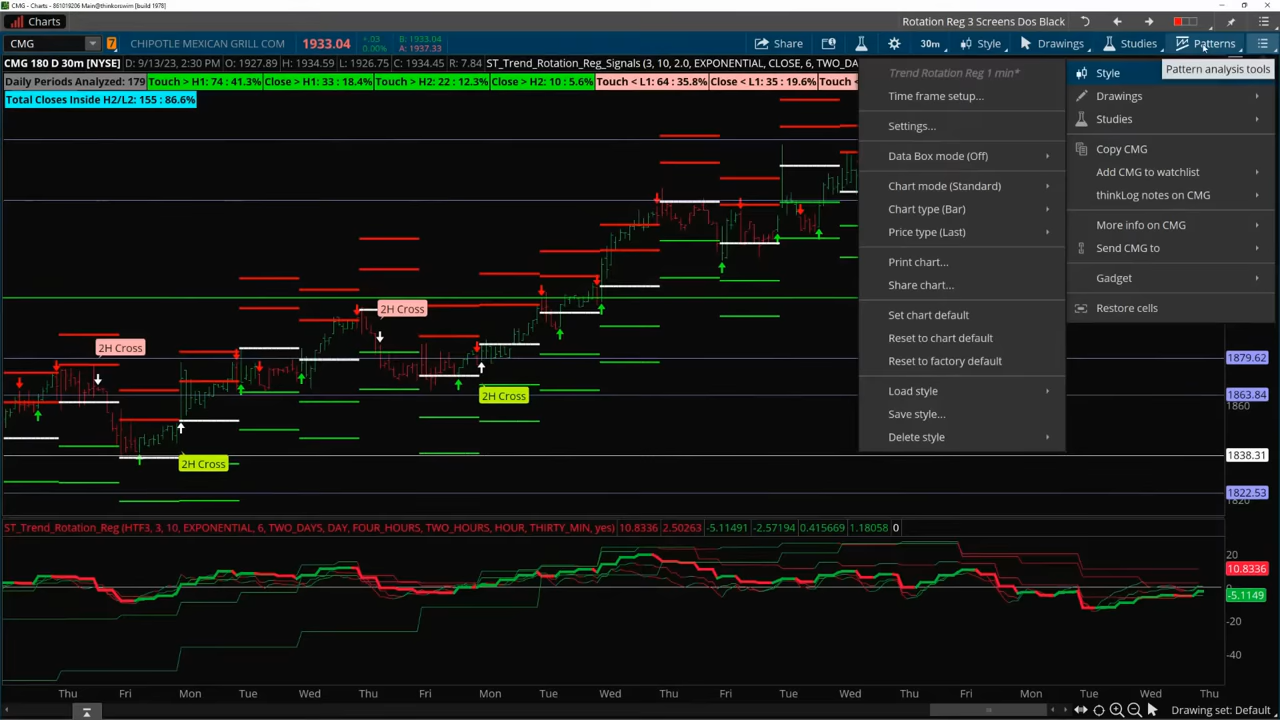 CMG - Charts - 861019206 Main@thinkorswim [build 1978]
Charts
Rotation Reg 3 Screens Dos Black
CMG
7
CHIPOTLE MEXICAN GRILL COM
1933.04
.03
0.00%
B: 1933.04
A: 1937.33
Share
30m
Style
Drawings
Studies
Patterns
CMG 180 D 30m [NYSE]
D: 9/13/23, 2:30 PM
O: 1927.89
H: 1934.59
L: 1926.75
C: 1934.45
R: 7.84
ST_Trend_Rotation_Reg_Signals (3, 10, 2.0, EXPONENTIAL, CLOSE, 6, TWO_DA
Daily Periods Analyzed: 179
Touch > H1: 74 : 41.3%
Close > H1: 33 : 18.4%
Touch > H2: 22 : 12.3%
Close > H2: 10 : 5.6%
Touch < L1: 64 : 35.8%
Close < L1: 35 : 19.6%
Touch <
Total Closes Inside H2/L2: 155 : 86.6%
Pattern analysis tools
Trend Rotation Reg 1 min*
Time frame setup...
Settings...
Data Box mode (Off)
Chart mode (Standard)
Chart type (Bar)
Price type (Last)
Print chart...
Share chart...
Set chart default
Reset to chart default
Reset to factory default
Load style
Save style...
Delete style
Style
Drawings
Studies
Copy CMG
Add CMG to watchlist
thinkLog notes on CMG
More info on CMG
Send CMG to
Gadget
Restore cells
2H Cross
2H Cross
2H Cross
2H Cross
1879.62
1863.84
1860
1838.31
1822.53
1820
ST_Trend_Rotation_Reg (HTF3, 3, 10, EXPONENTIAL, 6, TWO_DAYS, DAY, FOUR_HOURS, TWO_HOURS, HOUR, THIRTY_MIN, yes)
10.8336
2.50263
-5.11491
-2.57194
0.415669
1.18058
0
20
10.8336
-5.1149
-20
-40
Thu
Fri
Mon
Tue
Wed
Thu
Fri
Mon
Tue
Wed
Thu
Fri
Tue
Wed
Thu
Fri
Mon
Tue
Wed
Thu
Drawing set: Default